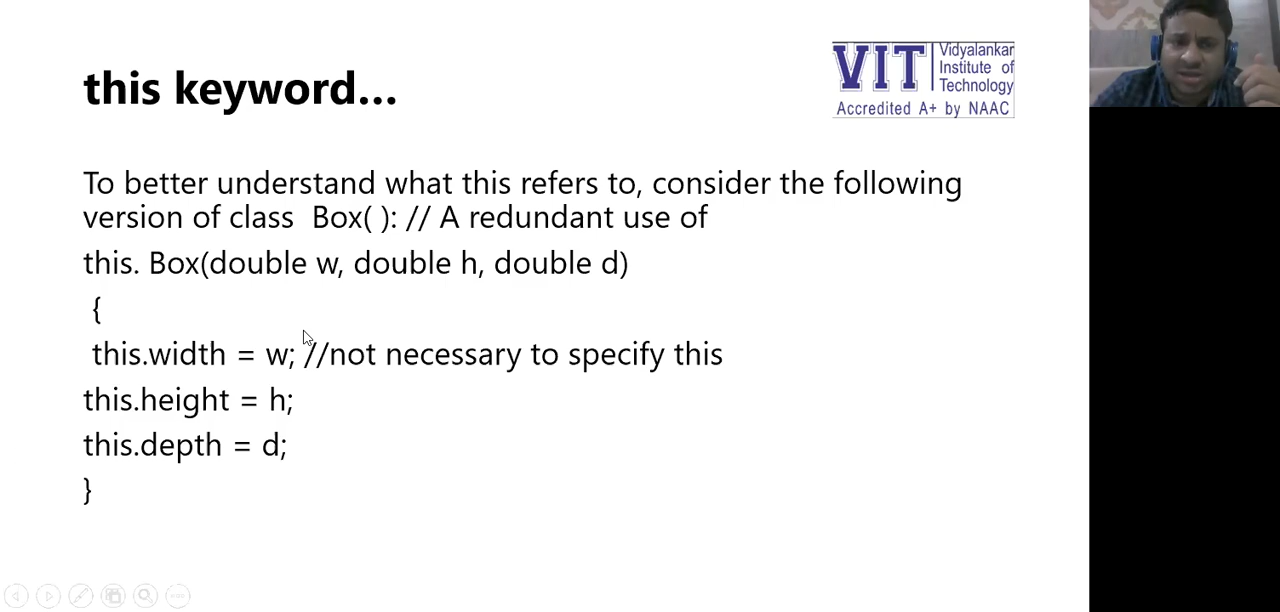 this keyword...
VIT
Vidyalankar
Institute of
Technology
Accredited A+ by NAAC
To better understand what this refers to, consider the following
version of class Box( ): // A redundant use of
this. Box(double w, double h, double d)
{
this.width = w; //not necessary to specify this
this.height = h;
this.depth = d;
}